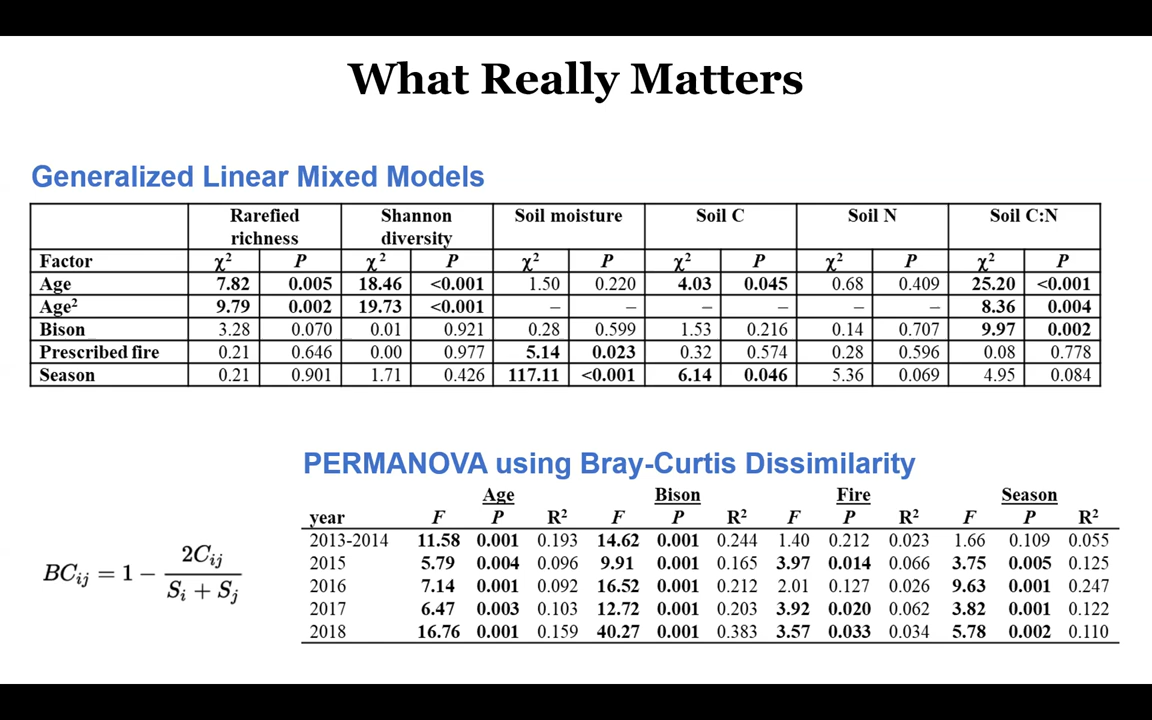 What Really Matters
Generalized Linear Mixed Models
Rarefied richness Shannon diversity Soil moisture Soil C Soil N Soil C:N
Factor χ² P χ² P χ² P χ² P χ² P χ² P
Age 7.82 0.005 18.46 <0.001 1.50 0.220 4.03 0.045 0.68 0.409 25.20 <0.001
Age² 9.79 0.002 19.73 <0.001 – – – – – – 8.36 0.004
Bison 3.28 0.070 0.01 0.921 0.28 0.599 1.53 0.216 0.14 0.707 9.97 0.002
Prescribed fire 0.21 0.646 0.00 0.977 5.14 0.023 0.32 0.574 0.28 0.596 0.08 0.778
Season 0.21 0.901 1.71 0.426 117.11 <0.001 6.14 0.046 5.36 0.069 4.95 0.084
PERMANOVA using Bray-Curtis Dissimilarity
Age Bison Fire Season
year F P R² F P R² F P R² F P R²
2013-2014 11.58 0.001 0.193 14.62 0.001 0.244 1.40 0.212 0.023 1.66 0.109 0.055
2015 5.79 0.004 0.096 9.91 0.001 0.165 3.97 0.014 0.066 3.75 0.005 0.125
2016 7.14 0.001 0.092 16.52 0.001 0.212 2.01 0.127 0.026 9.63 0.001 0.247
2017 6.47 0.003 0.103 12.72 0.001 0.203 3.92 0.020 0.062 3.82 0.001 0.122
2018 16.76 0.001 0.159 40.27 0.001 0.383 3.57 0.033 0.034 5.78 0.002 0.110
BCij = 1 − 2Cij / Si + Sj